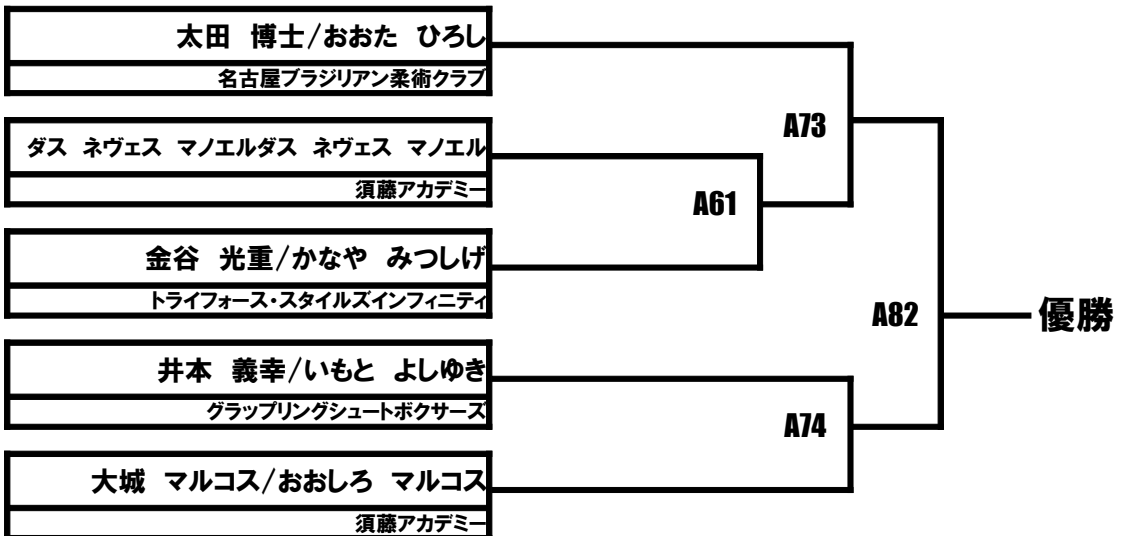 太田 博士/おおた ひろし
名古屋ブラジリアン柔術クラブ
A73
ダス ネヴェス マノエルダス ネヴェス マノエル
須藤アカデミー
A61
金谷 光重/かなや みつしげ
トライフォース・スタイルズインフィニティ
A82
優勝
井本 義幸/いもと よしゆき
グラップリングシュートボクサーズ
A74
大城 マルコス/おおしろ マルコス
須藤アカデミー